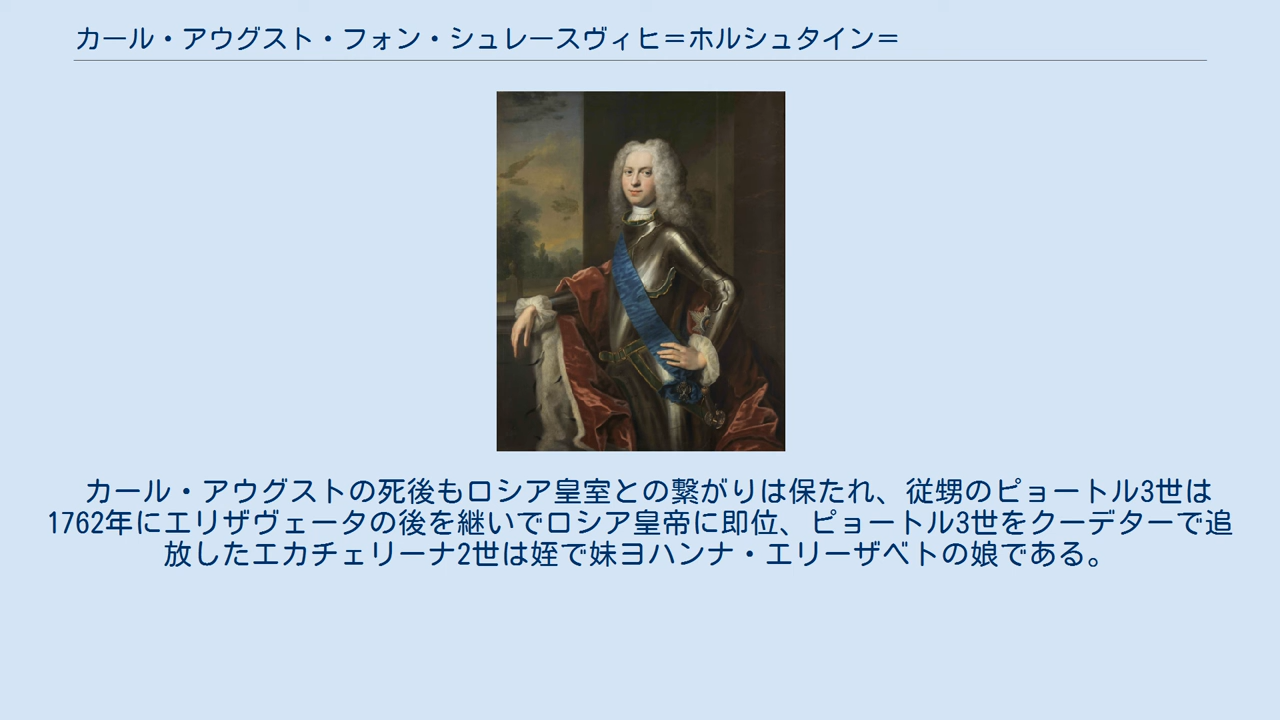 カール・アウグスト・フォン・シュレースヴィヒ＝ホルシュタイン＝
カール・アウグストの死後もロシア皇室との繋がりは保たれ、従甥のピョートル3世は
1762年にエリザヴェータの後を継いでロシア皇帝に即位、ピョートル3世をクーデターで追
放したエカチェリーナ2世は姪で妹ヨハンナ・エリーザベトの娘である。